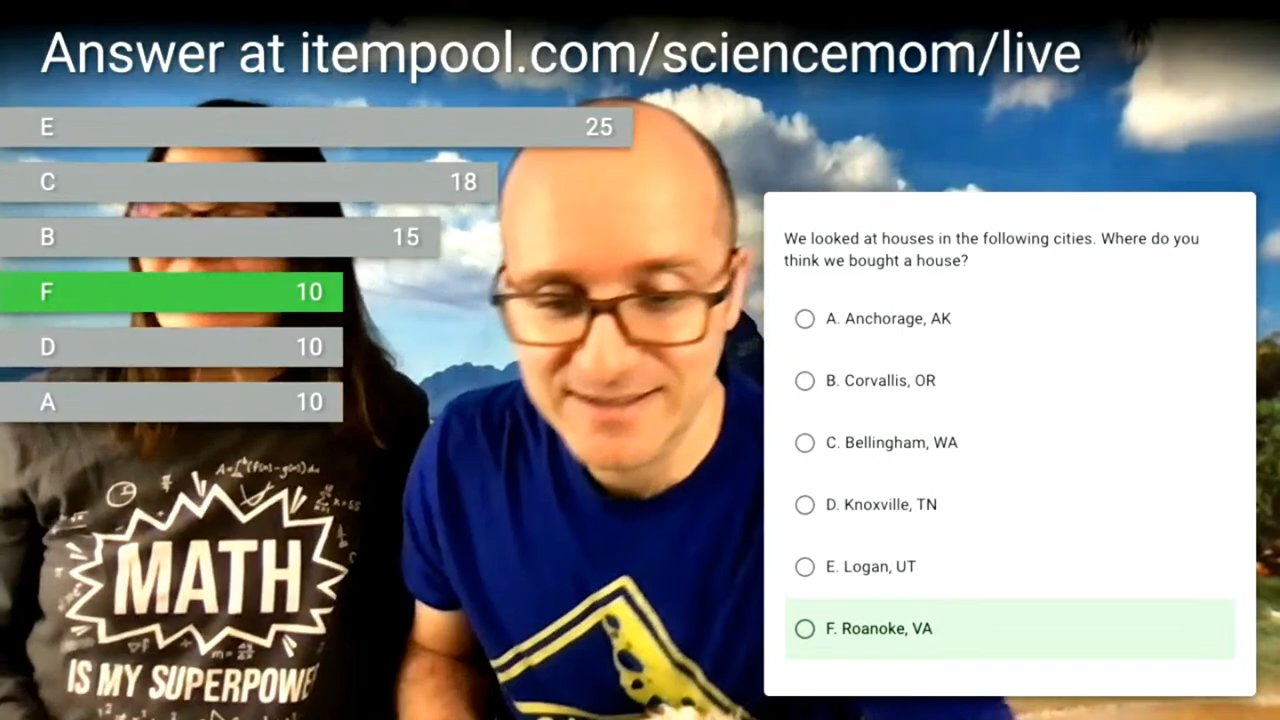 Answer at itempool.com/sciencemom/live
E 25
C 18
B 15
F 10
D 10
A 10
We looked at houses in the following cities. Where do you
think we bought a house?
A. Anchorage, AK
B. Corvallis, OR
C. Bellingham, WA
D. Knoxville, TN
E. Logan, UT
F. Roanoke, VA
MATH
IS MY SUPERPOWE